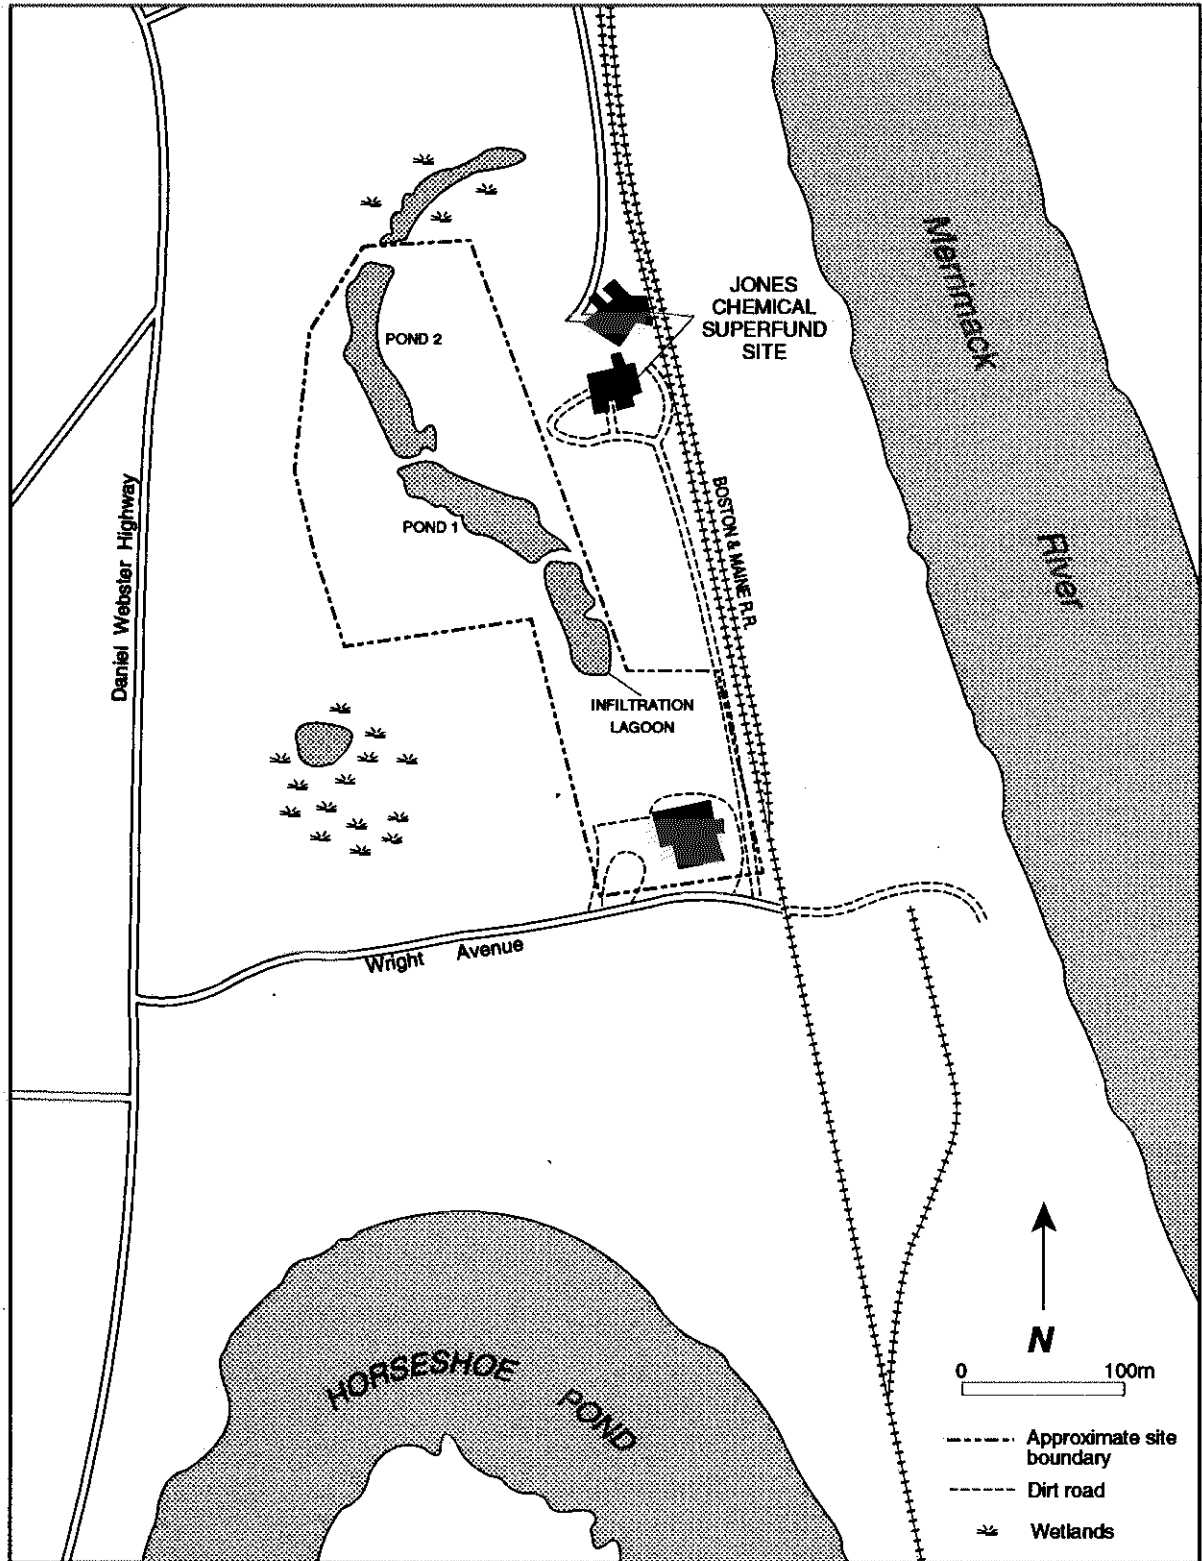 JONES
CHEMICAL
SUPERFUND
SITE
Merrimack
River
POND 2
POND 1
Daniel Webster Highway
BOSTON & MAINE R.R.
INFILTRATION
LAGOON
Wright Avenue
HORSESHOE POND
N
0 100m
Approximate site
boundary
Dirt road
Wetlands